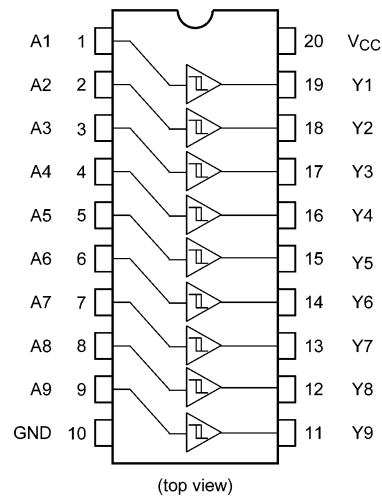 A1 1 20 VCC
A2 2 19 Y1
A3 3 18 Y2
A4 4 17 Y3
A5 5 16 Y4
A6 6 15 Y5
A7 7 14 Y6
A8 8 13 Y7
A9 9 12 Y8
GND 10 11 Y9
(top view)